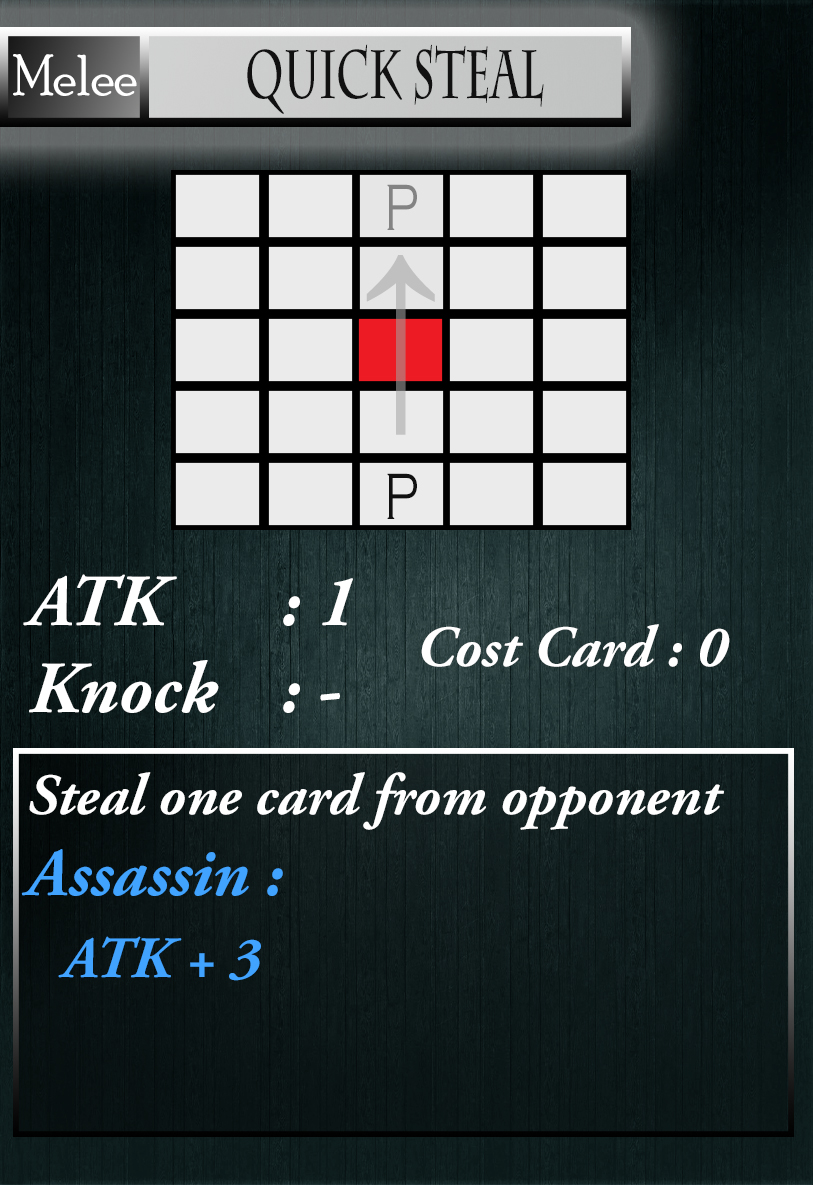 Melee QUICK STEAL
P
P
ATK : 1
Cost Card : 0
Knock : -
Steal one card from opponent
Assassin :
ATK + 3